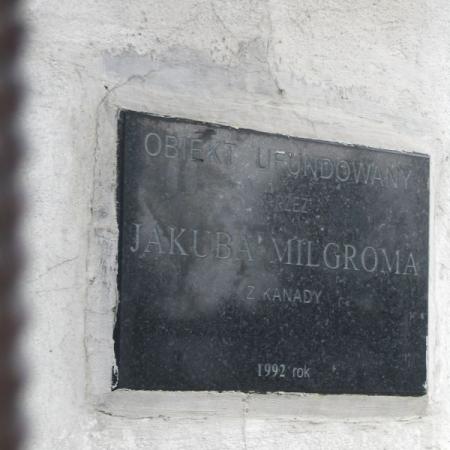 OBIEKT UFUNDOWANY
PRZEZ
JAKUBA MILGROMA
Z KANADY
1992 rok